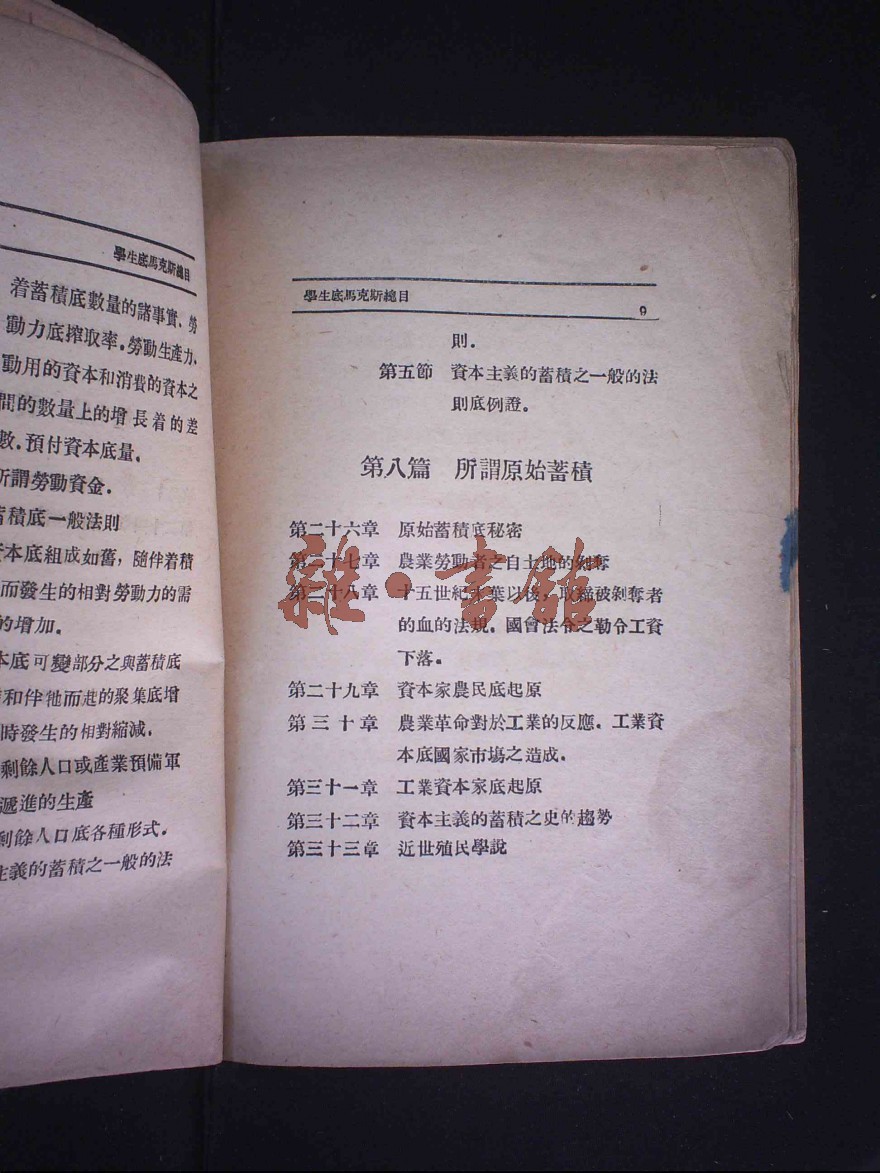 學生底馬克斯總目
着蓄積底數量的諸事實、勞
動力底搾取率.勞動生產力.
動用的資本和消費的資本之
間的數量上的增長着的差
數.預付資本底量.
所謂勞動資金.
蓄積底一般法則
資本底組成如舊,隨伴着積
而發生的相對勞動力的需
的增加.
本底可變部分之與蓄積底
和伴牠而起的聚集底增
時發生的相對縮減.
剩餘人口或產業預備軍
遞進的生產
剩餘人口底各種形式.
主義的蓄積之一般的法
學生底馬克斯總目 9
則.
第五節 資本主義的蓄積之一般的法
則底例證。
第八篇 所謂原始蓄積
第二十六章 原始蓄積底秘密
第二十七章 農業勞動者之自土地的剝奪
第二十八章 十五世紀末葉以後,取締被剝奪者
的血的法規.國會法令之勒令工資
下落。
第二十九章 資本家農民底起原
第三十章 農業革命對於工業的反應.工業資
本底國家市場之造成.
第三十一章 工業資本家底起原
第三十二章 資本主義的蓄積之史的趨勢
第三十三章 近世殖民學說
雜·書館